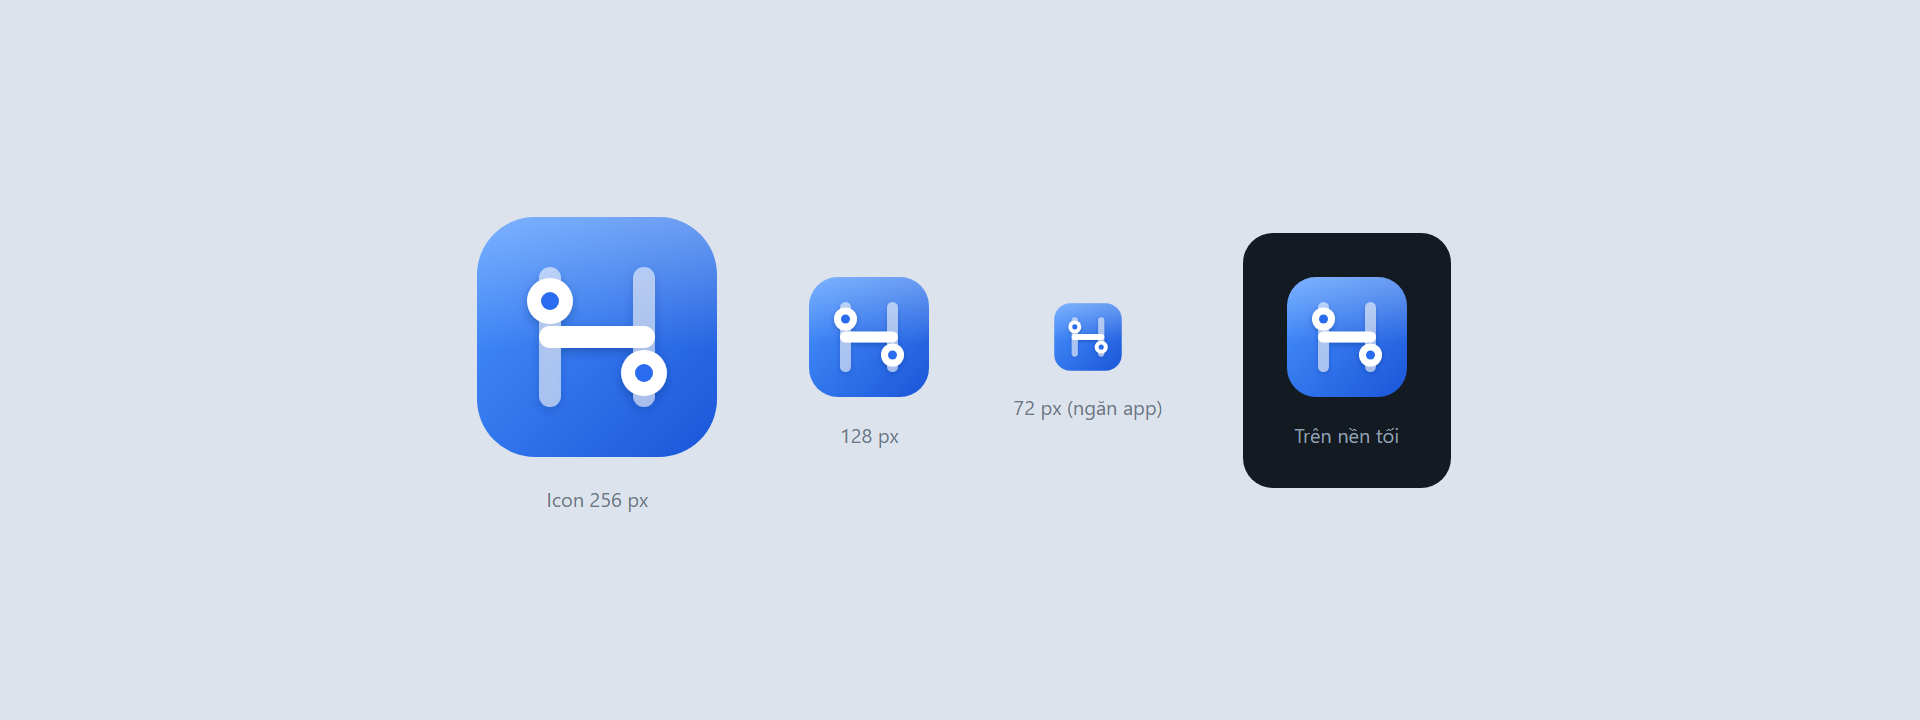 Icon 256 px
128 px
72 px (ngăn app)
Trên nền tối